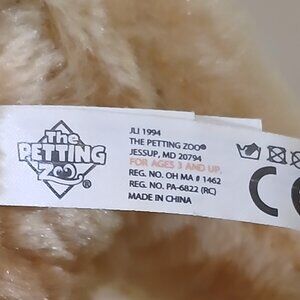 The
PETTING
ZOO®
JLI 1994
THE PETTING ZOO®
JESSUP, MD 20794
FOR AGES 3 AND UP.
REG. NO. OH MA # 1462
REG. NO. PA-6822 (RC)
MADE IN CHINA
CE